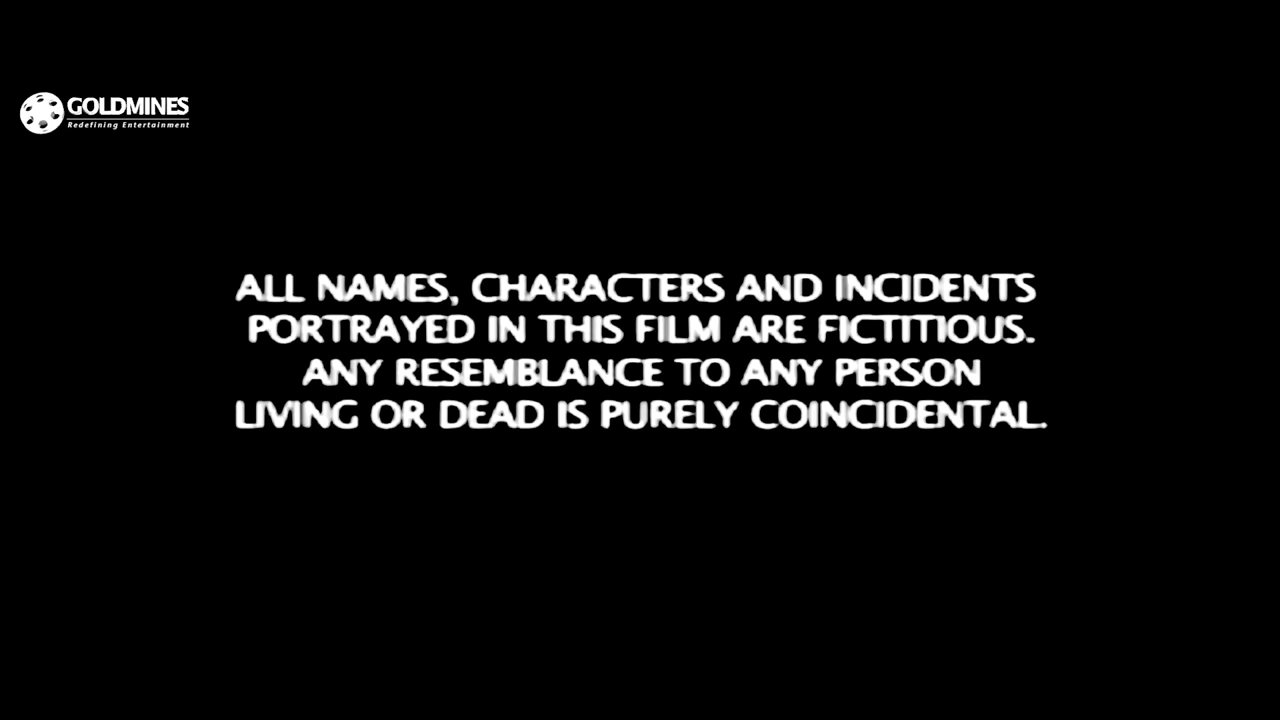 GOLDMINES
Redefining Entertainment
ALL NAMES, CHARACTERS AND INCIDENTS
PORTRAYED IN THIS FILM ARE FICTITIOUS.
ANY RESEMBLANCE TO ANY PERSON
LIVING OR DEAD IS PURELY COINCIDENTAL.